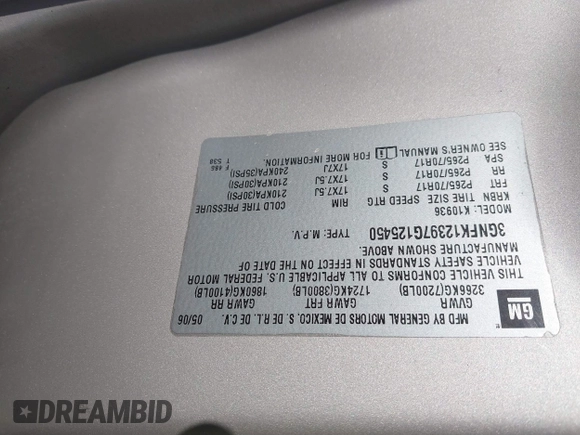 GM
MFD BY GENERAL MOTORS DE MEXICO, S. DE R.L. DE C.V. 05/06
GVWR GAWR FRT GAWR RR
3266KG(7200LB) 1724KG(3800LB) 1860KG(4100LB)
THIS VEHICLE CONFORMS TO ALL APPLICABLE U.S. FEDERAL MOTOR
VEHICLE SAFETY STANDARDS IN EFFECT ON THE DATE OF
MANUFACTURE SHOWN ABOVE.
3GNFK12397G125450 TYPE: M.P.V.
MODEL: K10936
KRBN TIRE SIZE SPEED RTG RIM COLD TIRE PRESSURE
FRT P265/70R17 S 17X7.5J 210KPA(30PSI)
RR P265/70R17 S 17X7.5J 210KPA(30PSI)
SPA P265/70R17 S 17X7J 240KPA(35PSI)
SEE OWNER'S MANUAL FOR MORE INFORMATION.
DREAMBID